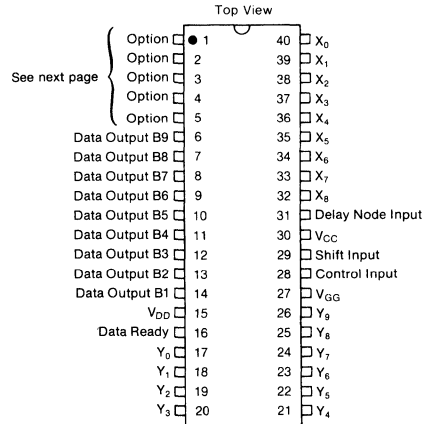 Top View
Option 1 40 X₀
Option 2 39 X₁
See next page Option 3 38 X₂
Option 4 37 X₃
Option 5 36 X₄
Data Output B9 6 35 X₅
Data Output B8 7 34 X₆
Data Output B7 8 33 X₇
Data Output B6 9 32 X₈
Data Output B5 10 31 Delay Node Input
Data Output B4 11 30 V_CC
Data Output B3 12 29 Shift Input
Data Output B2 13 28 Control Input
Data Output B1 14 27 V_GG
V_DD 15 26 Y₉
Data Ready 16 25 Y₈
Y₀ 17 24 Y₇
Y₁ 18 23 Y₆
Y₂ 19 22 Y₅
Y₃ 20 21 Y₄